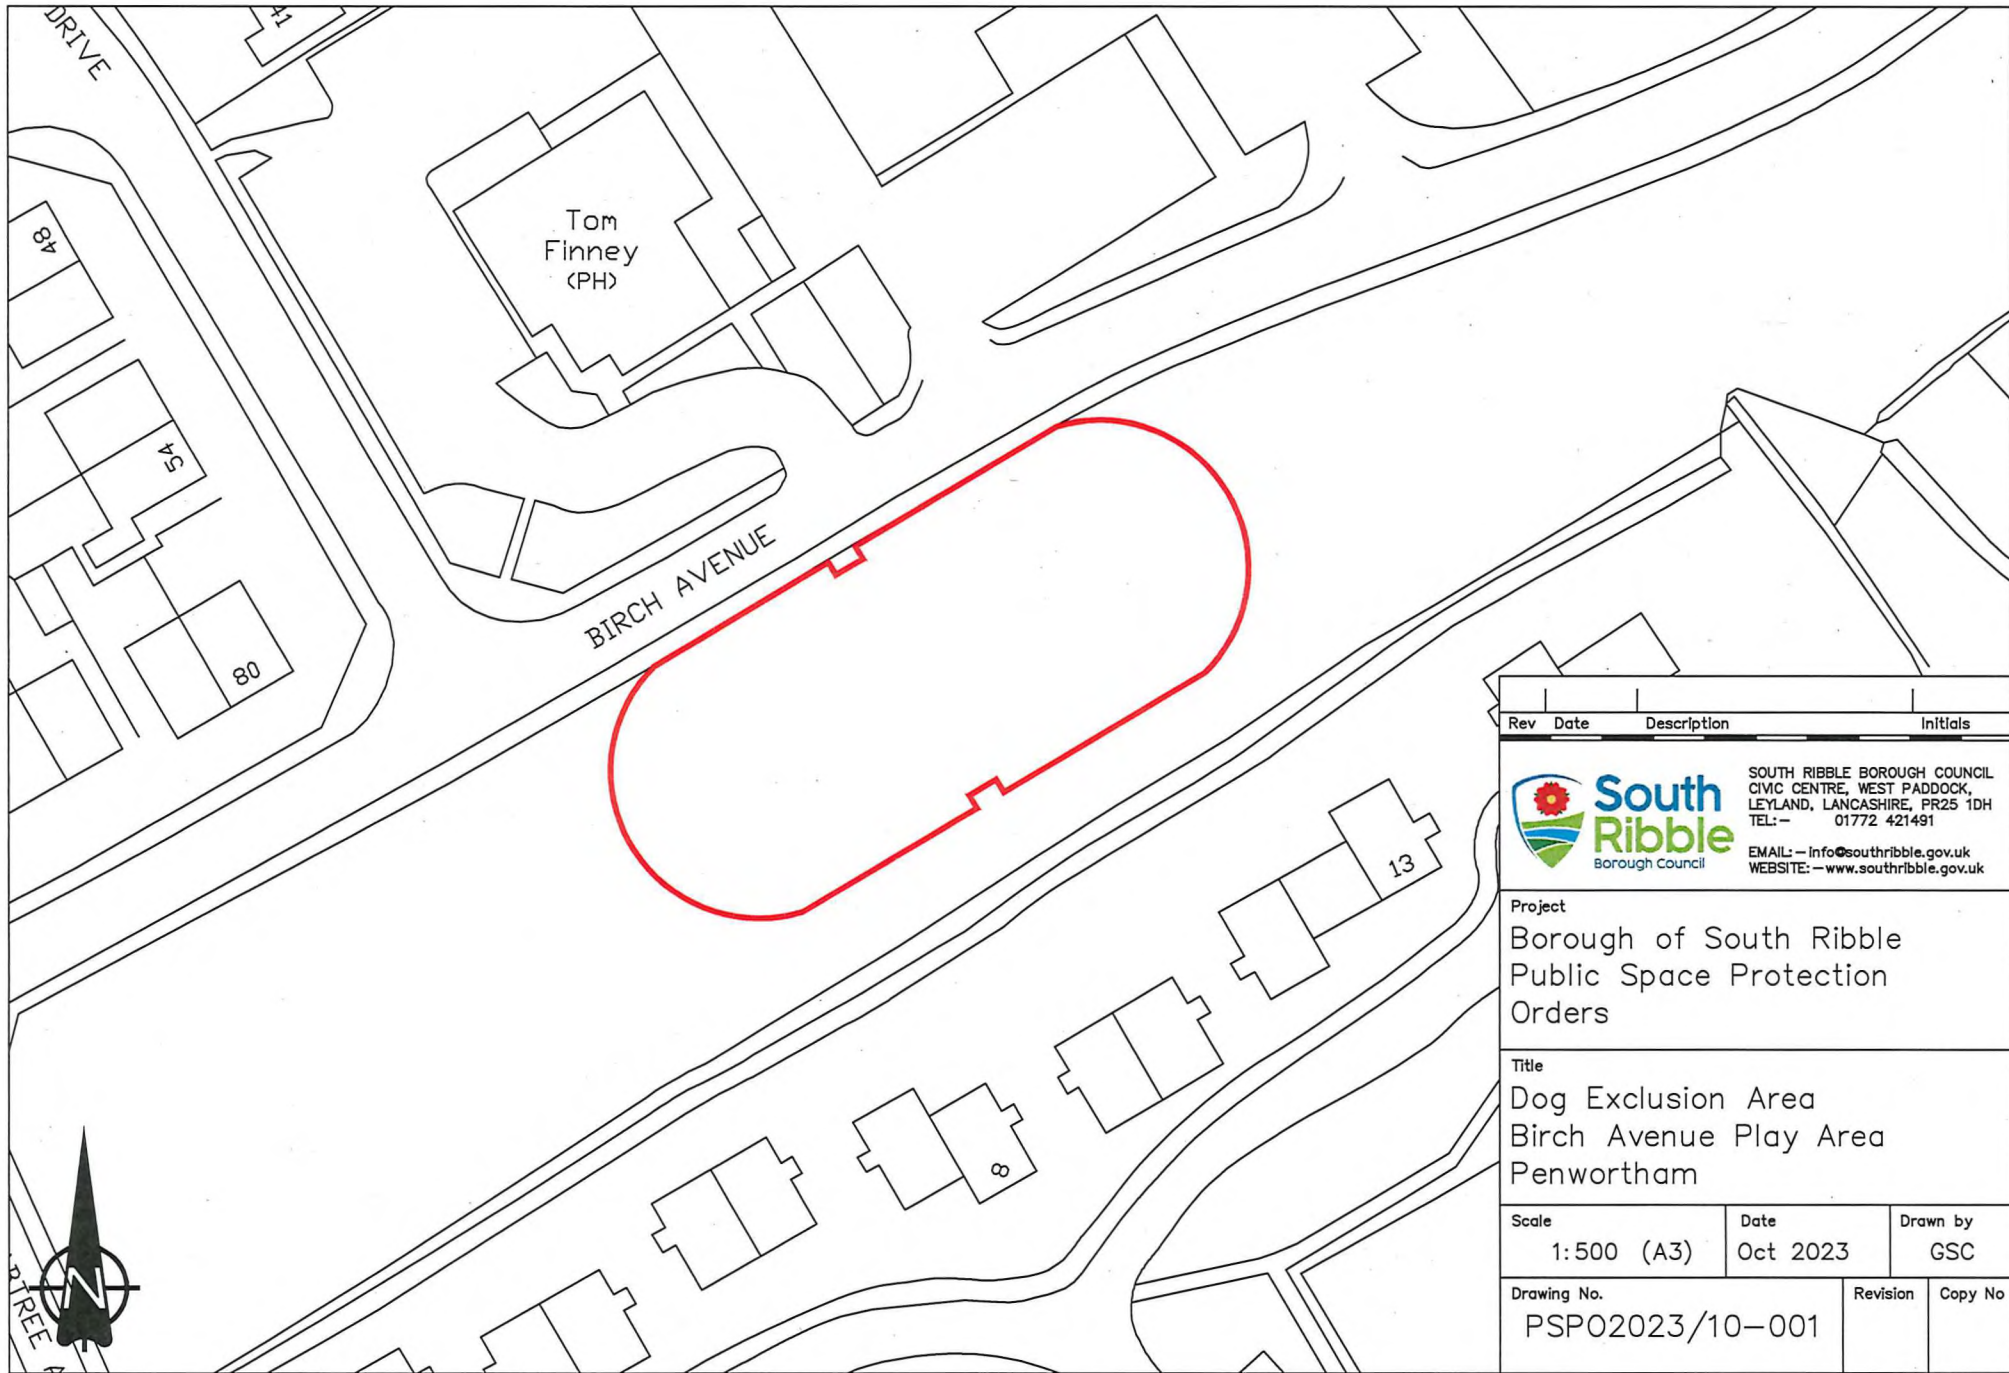 DRIVE
41
48
54
80
Tom
Finney
(PH)
BIRCH AVENUE
13
8
N
Rev Date Description Initials
South
Ribble
Borough Council
SOUTH RIBBLE BOROUGH COUNCIL
CIVIC CENTRE, WEST PADDOCK,
LEYLAND, LANCASHIRE, PR25 1DH
TEL:- 01772 421491
EMAIL:-info@southribble.gov.uk
WEBSITE:-www.southribble.gov.uk
Project
Borough of South Ribble
Public Space Protection
Orders
Title
Dog Exclusion Area
Birch Avenue Play Area
Penwortham
Scale Date Drawn by
1:500 (A3) Oct 2023 GSC
Drawing No. Revision Copy No
PSPO2023/10-001